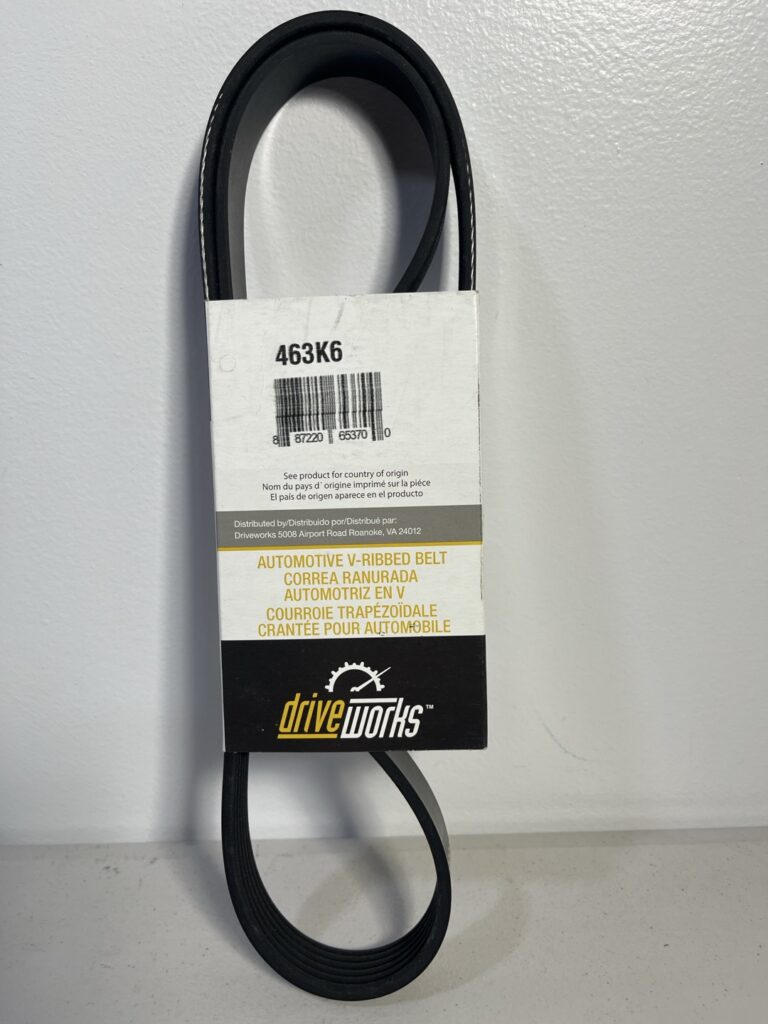 463K6
8 87220 65370 0
See product for country of origin
Nom du pays d' origine imprimé sur la piéce
El país de origen aparece en el producto
Distributed by/Distribuido por/Distribué par:
Driveworks 5008 Airport Road Roanoke, VA 24012
AUTOMOTIVE V-RIBBED BELT
CORREA RANURADA
AUTOMOTRIZ EN V
COURROIE TRAPÉZOÏDALE
CRANTÉE POUR AUTOMOBILE
driveworks™